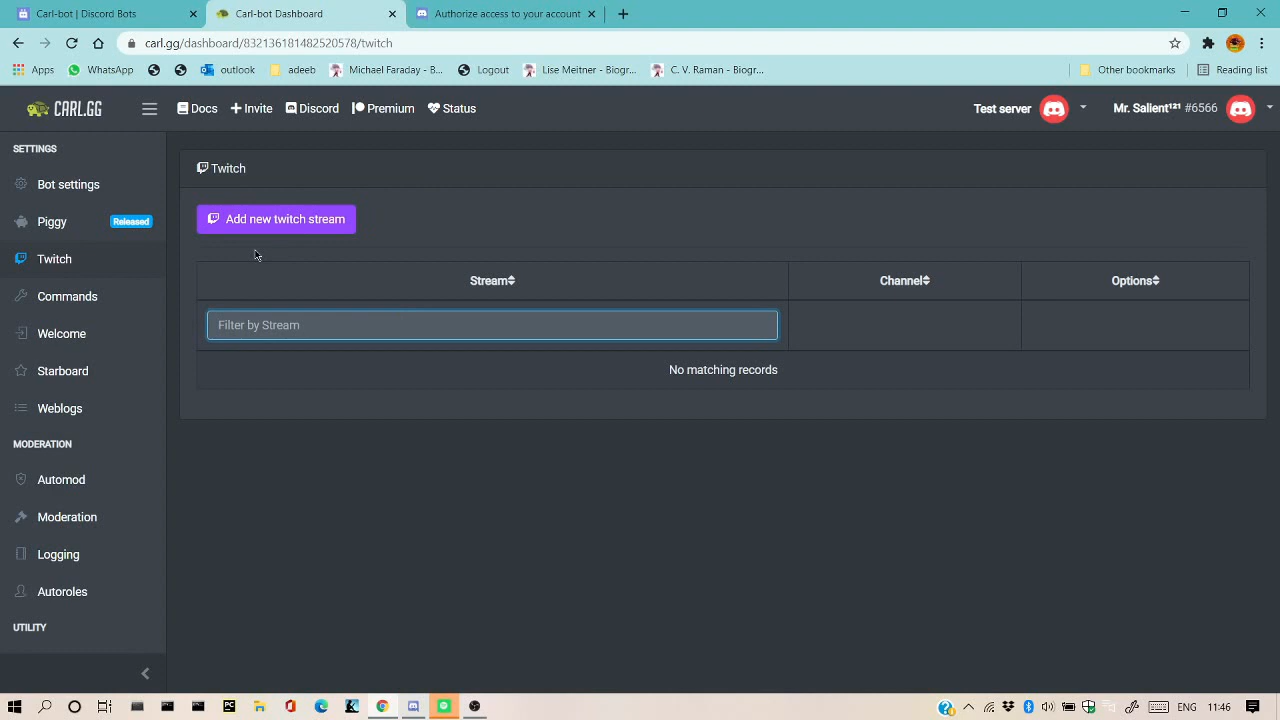 Carl-bot | Discord Bots
Carl-bot Dashboard
Authorize access to your account
carl.gg/dashboard/832136181482520578/twitch
Apps
WhatsApp
outlook
adeeb
Michael Faraday - B...
Logout
Lise Meitner - Biogr...
C. V. Raman - Biogr...
Other bookmarks
Reading list
CARL.GG
Docs
Invite
Discord
Premium
Status
Test server
Mr. Salient¹²¹ #6566
SETTINGS
Bot settings
Piggy
Released
Twitch
Commands
Welcome
Starboard
Weblogs
MODERATION
Automod
Moderation
Logging
Autoroles
UTILITY
Twitch
Add new twitch stream
Stream
Channel
Options
Filter by Stream
No matching records
PC
ENG
11:46